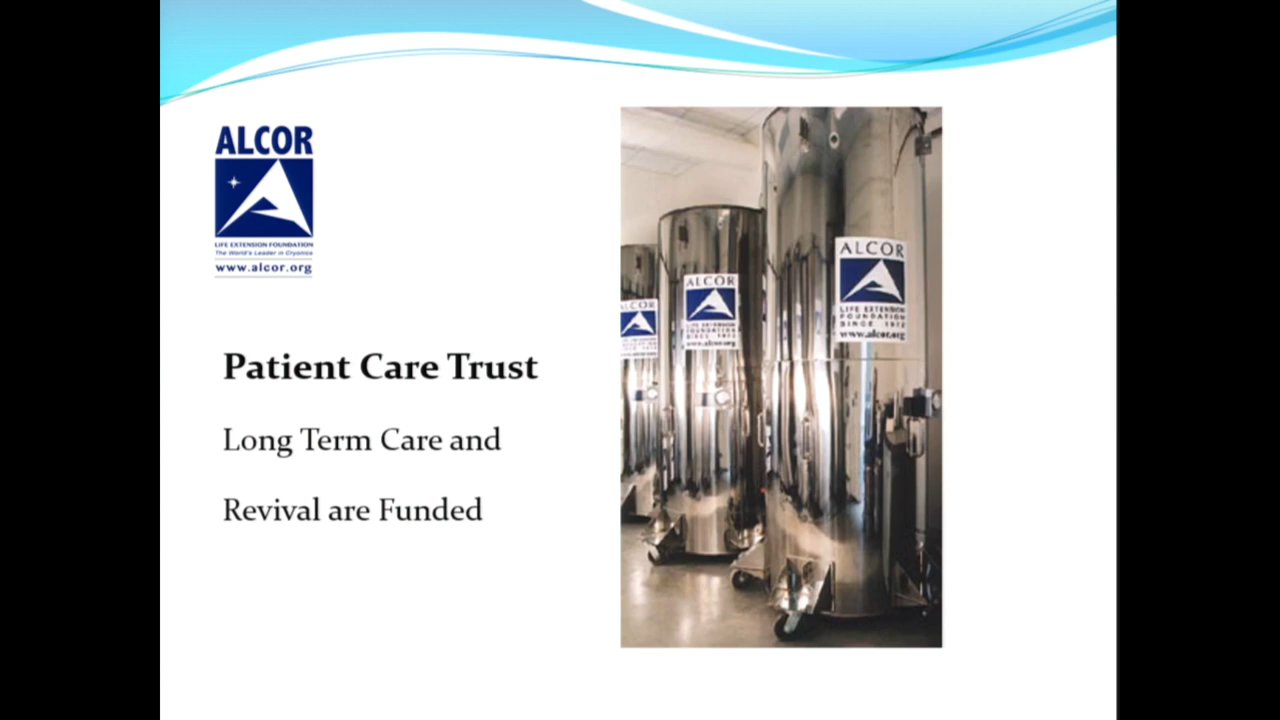 ALCOR
LIFE EXTENSION FOUNDATION
The World's Leader in Cryonics
www.alcor.org
Patient Care Trust
Long Term Care and
Revival are Funded
ALCOR
ALCOR
LIFE EXTENSION
FOUNDATION
SINCE 1972
www.alcor.org
ALCOR
LIFE EXTENSION
FOUNDATION
SINCE 1972
www.alcor.org